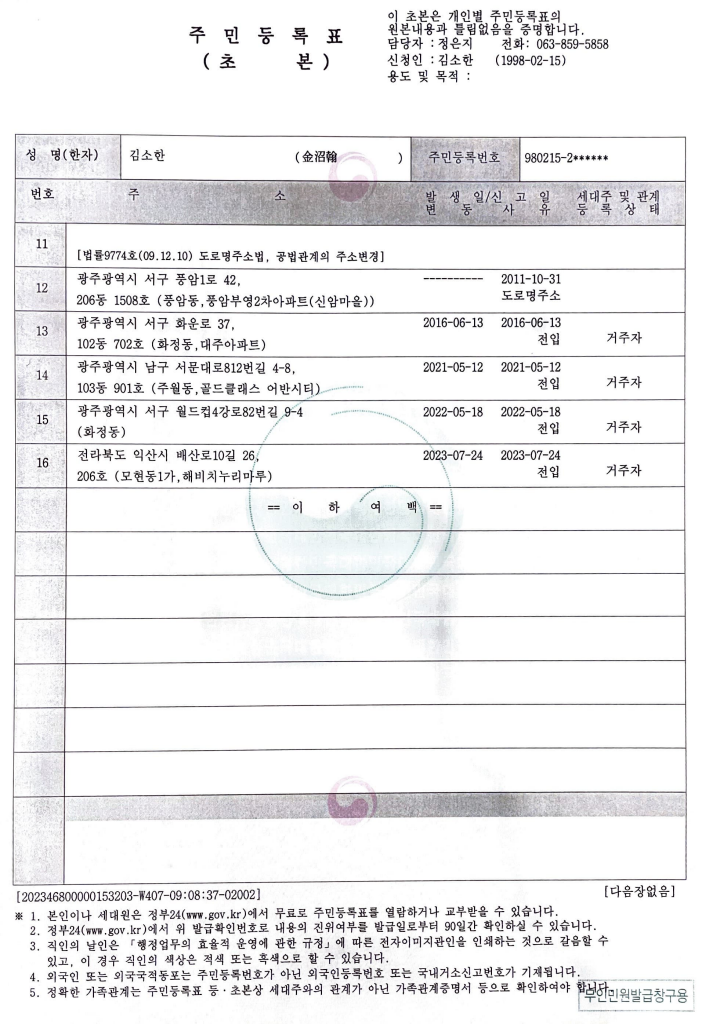 주 민 등 록 표
( 초 본 )
이 초본은 개인별 주민등록표의
원본내용과 틀림없음을 증명합니다.
담당자 : 정은지 전화: 063-859-5858
신청인 : 김소한 (1998-02-15)
용도 및 목적 :
성 명(한자) 김소한 (金沼翰 ) 주민등록번호 980215-2******
번호 주 소 발 생 일/신 고 일 세대주 및 관계
변 동 사 유 등 록 상 태
11
[법률9774호(09.12.10) 도로명주소법, 공법관계의 주소변경]
12 광주광역시 서구 풍암1로 42, ---------- 2011-10-31
206동 1508호 (풍암동,풍암부영2차아파트(신암마을)) 도로명주소
13 광주광역시 서구 화운로 37, 2016-06-13 2016-06-13
102동 702호 (화정동,대주아파트) 전입 거주자
14 광주광역시 남구 서문대로812번길 4-8, 2021-05-12 2021-05-12
103동 901호 (주월동,골드클래스 어반시티) 전입 거주자
15 광주광역시 서구 월드컵4강로82번길 9-4 2022-05-18 2022-05-18
(화정동) 전입 거주자
16 전라북도 익산시 배산로10길 26, 2023-07-24 2023-07-24
206호 (모현동1가,해비치누리마루) 전입 거주자
== 이 하 여 백 ==
[202346800000153203-W407-09:08:37-02002] [다음장없음]
※ 1. 본인이나 세대원은 정부24(www.gov.kr)에서 무료로 주민등록표를 열람하거나 교부받을 수 있습니다.
2. 정부24(www.gov.kr)에서 위 발급확인번호로 내용의 진위여부를 발급일로부터 90일간 확인하실 수 있습니다.
3. 직인의 날인은 「행정업무의 효율적 운영에 관한 규정」에 따른 전자이미지관인을 인쇄하는 것으로 갈음할 수
있고, 이 경우 직인의 색상은 적색 또는 흑색으로 할 수 있습니다.
4. 외국인 또는 외국국적동포는 주민등록번호가 아닌 외국인등록번호 또는 국내거소신고번호가 기재됩니다.
5. 정확한 가족관계는 주민등록표 등·초본상 세대주와의 관계가 아닌 가족관계증명서 등으로 확인하여야 합니다.
무인민원발급창구용